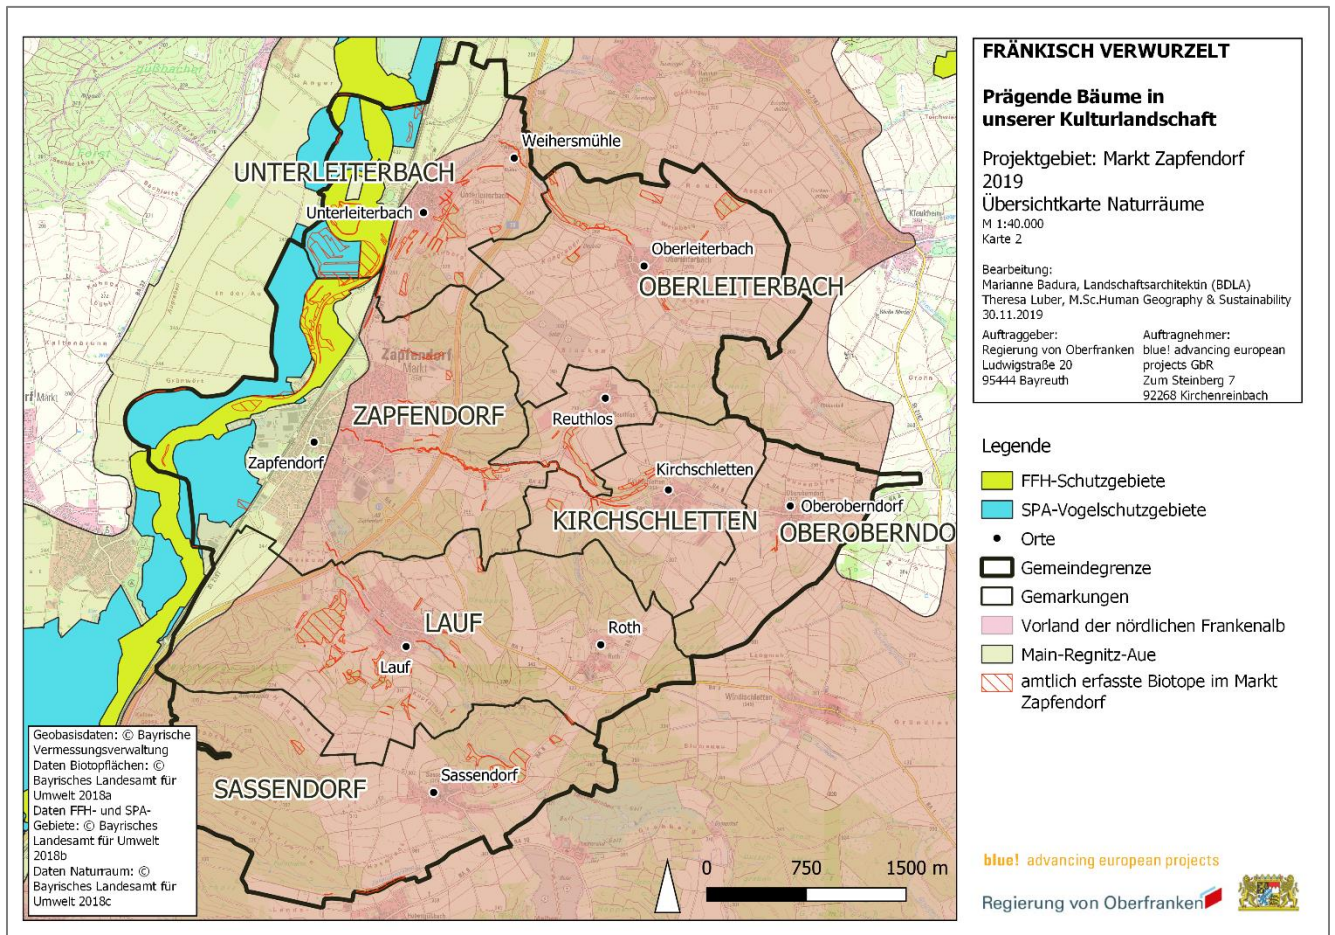 FRÄNKISCH VERWURZELT
Prägende Bäume in
unserer Kulturlandschaft
Projektgebiet: Markt Zapfendorf
2019
Übersichtkarte Naturräume
M 1:40.000
Karte 2
Bearbeitung:
Marianne Badura, Landschaftsarchitektin (BDLA)
Theresa Luber, M.Sc.Human Geography & Sustainability
30.11.2019
Auftraggeber:
Regierung von Oberfranken
Ludwigstraße 20
95444 Bayreuth
Auftragnehmer:
blue! advancing european
projects GbR
Zum Steinberg 7
92268 Kirchenreinbach
Legende
FFH-Schutzgebiete
SPA-Vogelschutzgebiete
Orte
Gemeindegrenze
Gemarkungen
Vorland der nördlichen Frankenalb
Main-Regnitz-Aue
amtlich erfasste Biotope im Markt
Zapfendorf
blue! advancing european projects
Regierung von Oberfranken
Weihersmühle
UNTERLEITERBACH
Unterleiterbach
Oberleiterbach
OBERLEITERBACH
Zapfendorf
Markt
ZAPFENDORF
Reuthlos
Zapfendorf
Kirchschletten
KIRCHSCHLETTEN
Oberoberndorf
OBEROBERNDO
LAUF
Lauf
Roth
SASSENDORF
Sassendorf
0 750 1500 m
Geobasisdaten: © Bayrische
Vermessungsverwaltung
Daten Biotopflächen: ©
Bayrisches Landesamt für
Umwelt 2018a
Daten FFH- und SPA-
Gebiete: © Bayrisches
Landesamt für Umwelt
2018b
Daten Naturraum: ©
Bayrisches Landesamt für
Umwelt 2018c